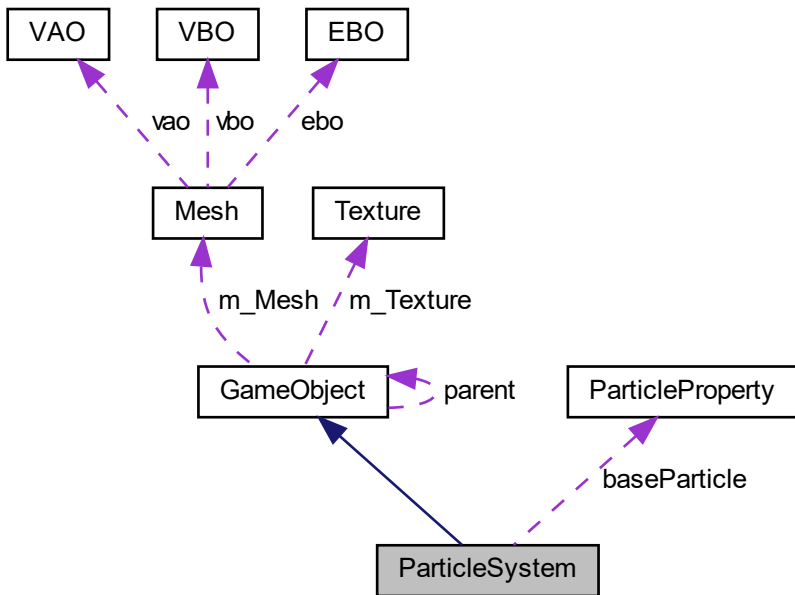 VAO
VBO
EBO
vao
vbo
ebo
Mesh
Texture
m_Mesh
m_Texture
GameObject
parent
ParticleProperty
baseParticle
ParticleSystem